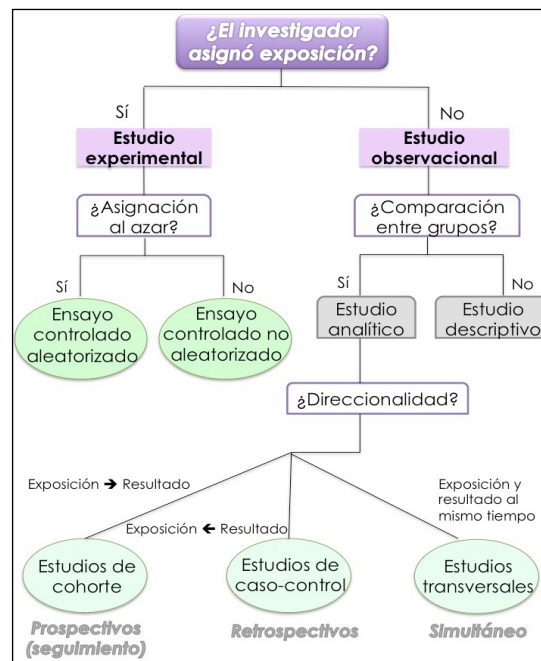 ¿El investigador
asignó exposición?
Sí
No
Estudio
experimental
Estudio
observacional
¿Asignación
al azar?
¿Comparación
entre grupos?
Sí
No
Sí
No
Ensayo
controlado
aleatorizado
Ensayo
controlado no
aleatorizado
Estudio
analítico
Estudio
descriptivo
¿Direccionalidad?
Exposición ➔ Resultado
Exposición 🡰 Resultado
Exposición y
resultado al
mismo tiempo
Estudios de
cohorte
Estudios de
caso-control
Estudios
transversales
Prospectivos
(seguimiento)
Retrospectivos
Simultáneo